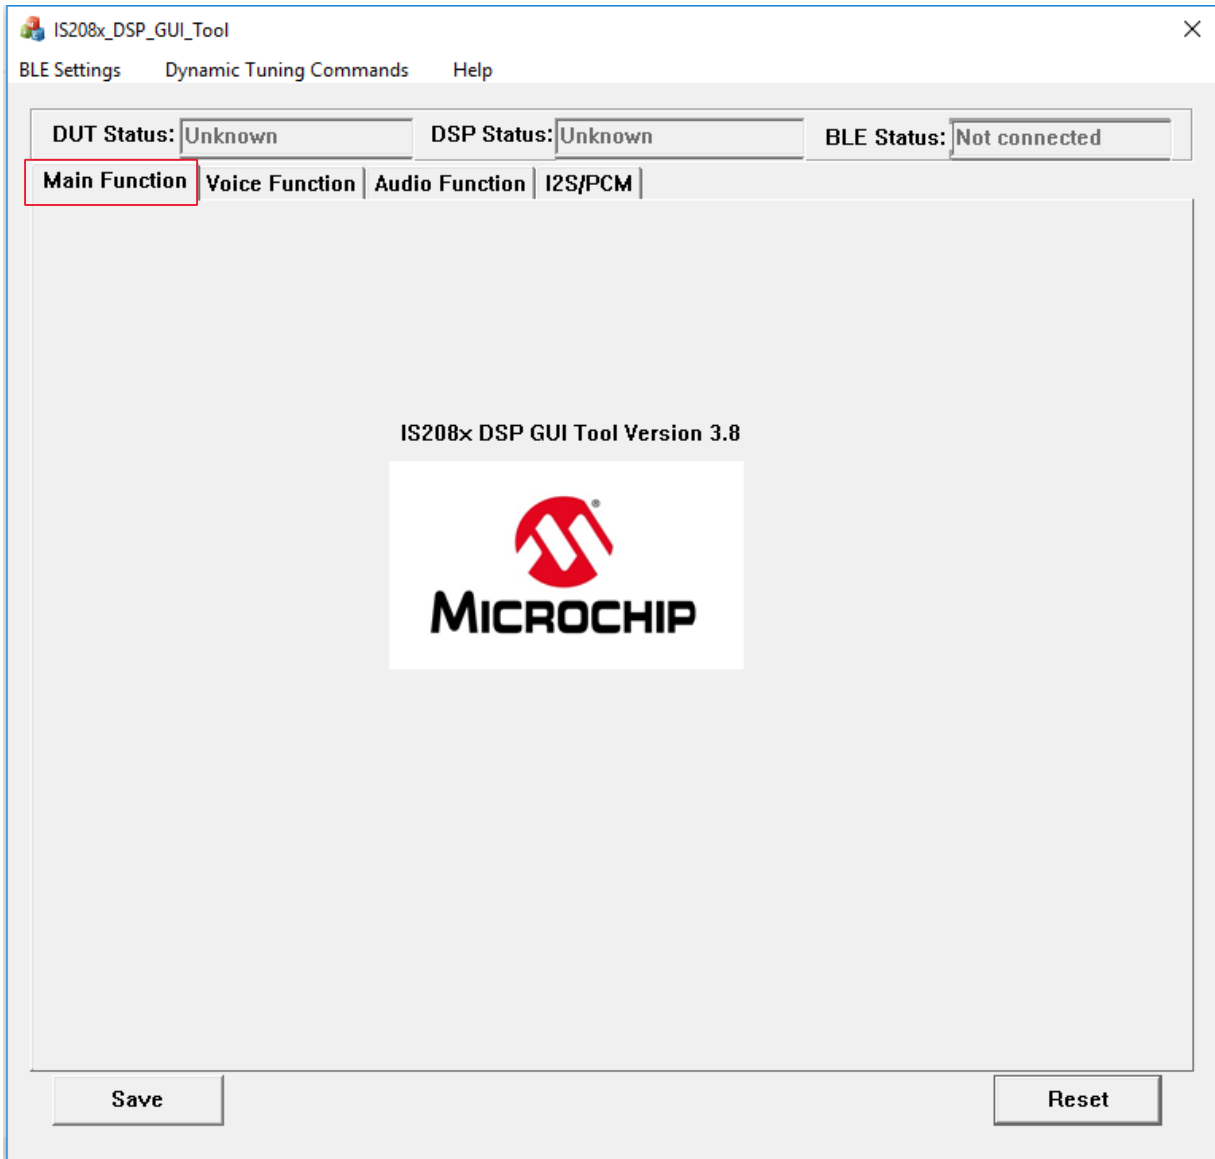 IS208x_DSP_GUI_Tool
BLE Settings Dynamic Tuning Commands Help
DUT Status: Unknown DSP Status: Unknown BLE Status: Not connected
Main Function Voice Function Audio Function I2S/PCM
IS208x DSP GUI Tool Version 3.8
®
MICROCHIP
Save Reset